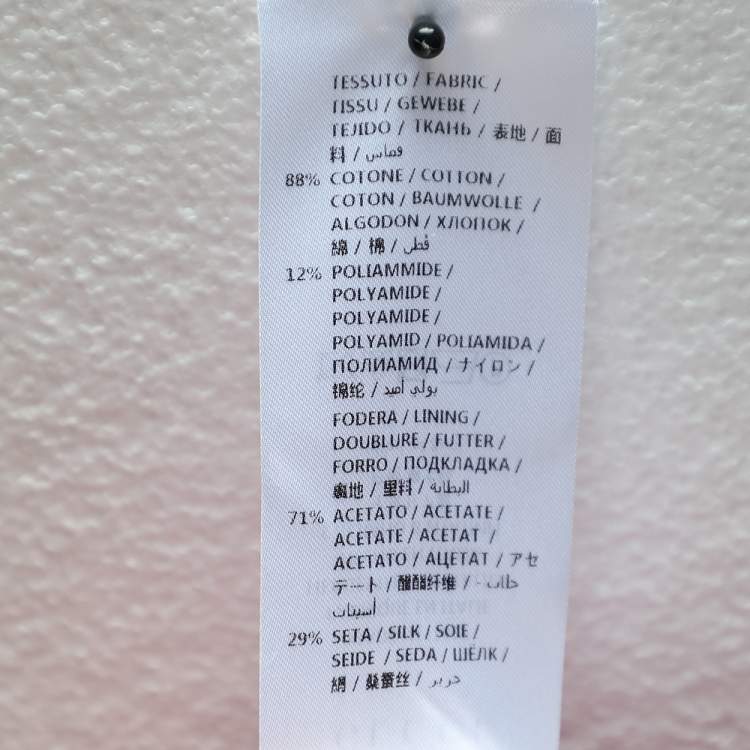 TESSUTO / FABRIC /
TISSU / GEWEBE /
TEJIDO / ТКАНЬ / 表地 / 面
料 / قماش
88% COTONE / COTTON /
COTON / BAUMWOLLE /
ALGODON / ХЛОПОК /
綿 / 棉 / قطن
12% POLIAMMIDE /
POLYAMIDE /
POLYAMIDE /
POLYAMID / POLIAMIDA /
ПОЛИАМИД / ナイロン /
锦纶 / بولي أميد
FODERA / LINING /
DOUBLURE / FUTTER /
FORRO / ПОДКЛАДКА /
裏地 / 里料 / البطانة
71% ACETATO / ACETATE /
ACETATE / ACETAT /
ACETATO / АЦЕТАТ / アセ
テート / 醋酯纤维 / -
أسيتات
29% SETA / SILK / SOIE /
SEIDE / SEDA / ШЁЛК /
絹 / 桑蚕丝 / حرير